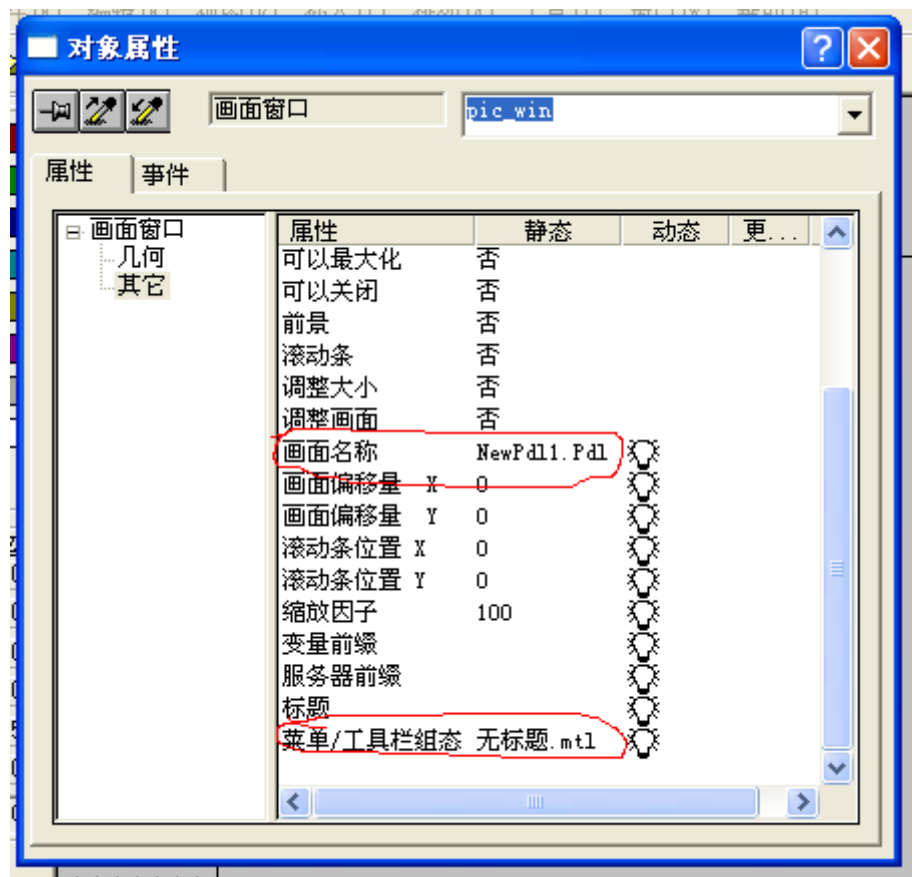 对象属性
画面窗口 pic_win
属性 事件
画面窗口
几何
其它
属性 静态 动态 更...
可以最大化 否
可以关闭 否
前景 否
滚动条 否
调整大小 否
调整画面 否
画面名称 NewPdl1.Pdl
画面偏移量 X 0
画面偏移量 Y 0
滚动条位置 X 0
滚动条位置 Y 0
缩放因子 100
变量前缀
服务器前缀
标题
菜单/工具栏组态 无标题.mtl